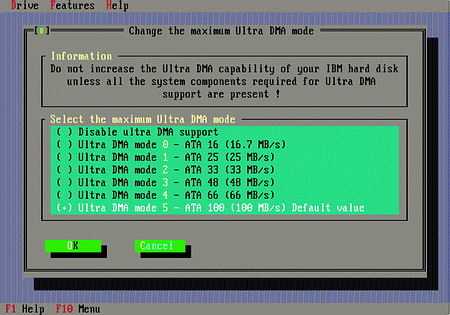 Drive Features Help
[■] Change the maximum Ultra DMA mode
Information
Do not increase the Ultra DMA capability of your IBM hard disk
unless all the system components required for Ultra DMA
support are present !
Select the maximum Ultra DMA mode
( ) Disable ultra DMA support
( ) Ultra DMA mode 0 - ATA 16 (16.7 MB/s)
( ) Ultra DMA mode 1 - ATA 25 (25 MB/s)
( ) Ultra DMA mode 2 - ATA 33 (33 MB/s)
( ) Ultra DMA mode 3 - ATA 48 (48 MB/s)
( ) Ultra DMA mode 4 - ATA 66 (66 MB/s)
(•) Ultra DMA mode 5 - ATA 100 (100 MB/s) Default value
OK Cancel
F1 Help F10 Menu